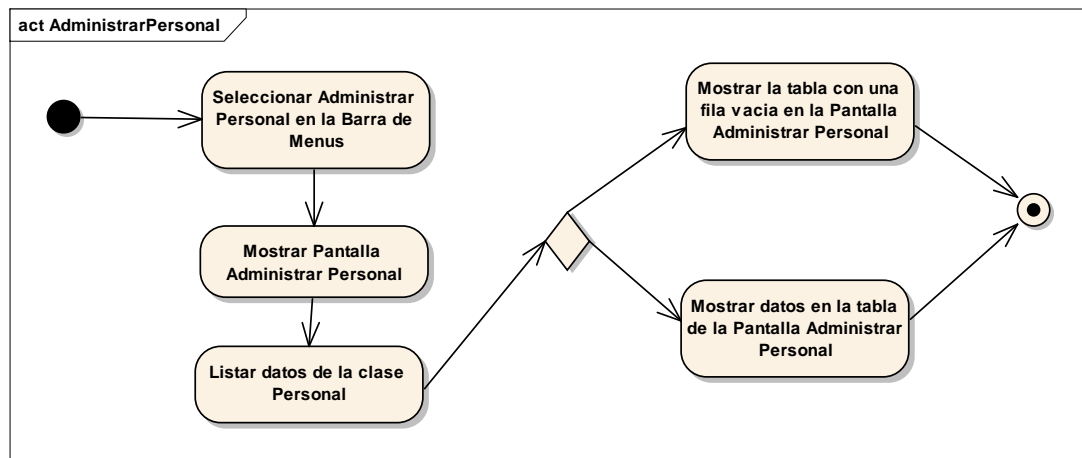 act AdministrarPersonal
Seleccionar Administrar
Personal en la Barra de
Menus
Mostrar Pantalla
Administrar Personal
Listar datos de la clase
Personal
Mostrar la tabla con una
fila vacia en la Pantalla
Administrar Personal
Mostrar datos en la tabla
de la Pantalla Administrar
Personal